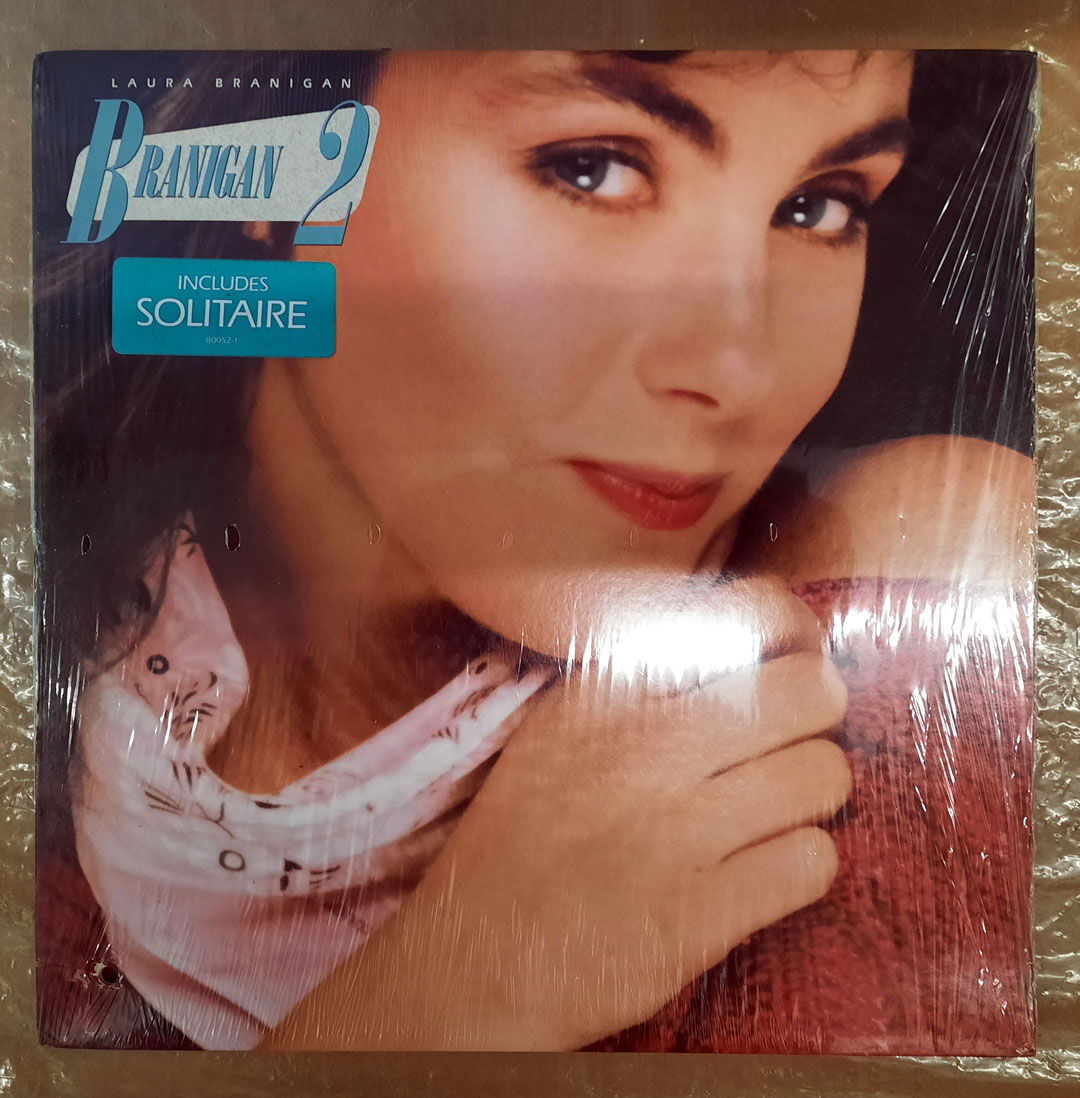 LAURA BRANIGAN
BRANIGAN 2
INCLUDES
SOLITAIRE
80052-1